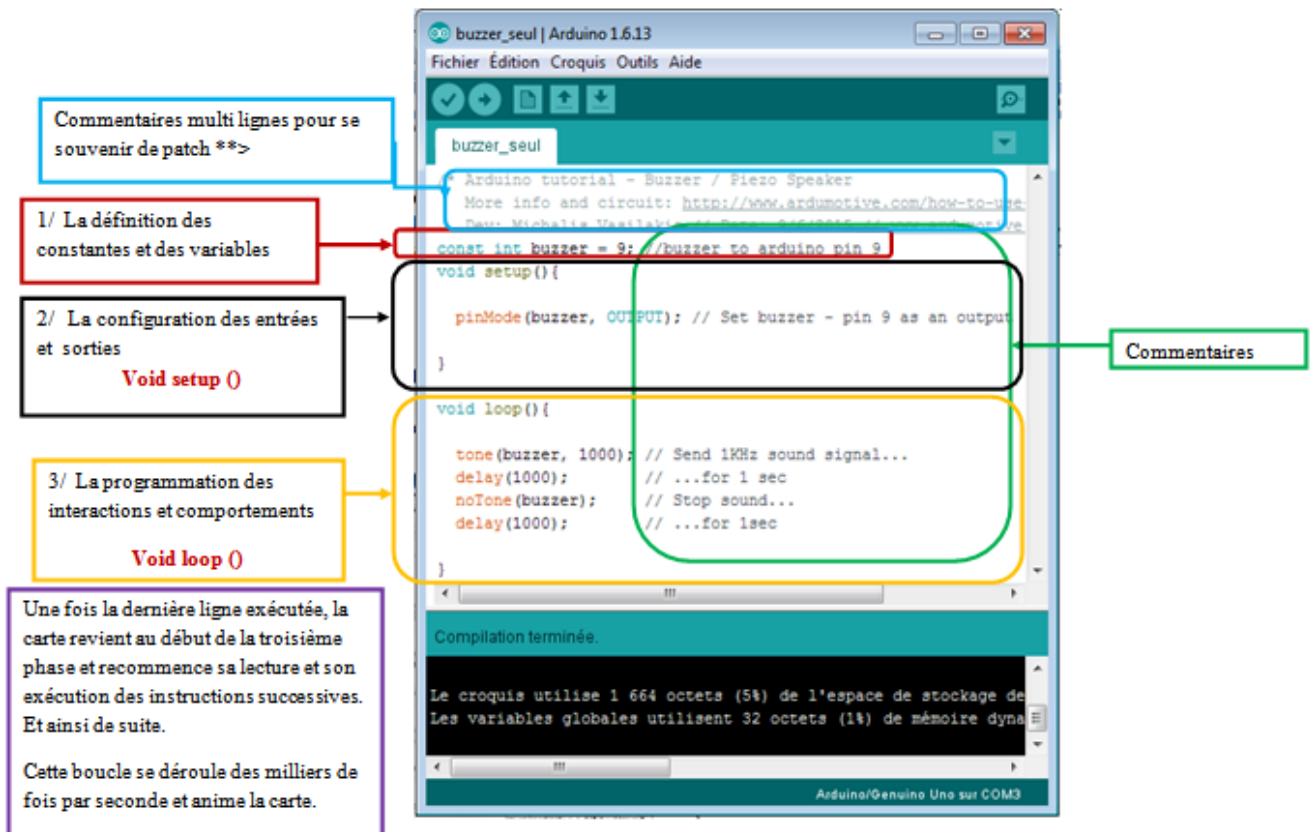 buzzer_seul | Arduino 1.6.13
Fichier Édition Croquis Outils Aide
buzzer_seul
Commentaires multi lignes pour se
souvenir de patch **>
/* Arduino tutorial - Buzzer / Piezo Speaker
More info and circuit: http://www.ardumotive.com/how-to-use-
Dev: Michalis Vasilakis // Date: // www.ardumotive
1/ La définition des
constantes et des variables
const int buzzer = 9; //buzzer to arduino pin 9
void setup(){
2/ La configuration des entrées
et sorties
Void setup ()
pinMode(buzzer, OUTPUT); // Set buzzer - pin 9 as an output
}
Commentaires
void loop(){
3/ La programmation des
interactions et comportements
Void loop ()
tone(buzzer, 1000); // Send 1KHz sound signal...
delay(1000); // ...for 1 sec
noTone(buzzer); // Stop sound...
delay(1000); // ...for 1sec
}
Une fois la dernière ligne exécutée, la
carte revient au début de la troisième
phase et recommence sa lecture et son
exécution des instructions successives.
Et ainsi de suite.
Cette boucle se déroule des milliers de
fois par seconde et anime la carte.
Compilation terminée.
Le croquis utilise 1 664 octets (5%) de l'espace de stockage de
Les variables globales utilisent 32 octets (1%) de mémoire dyna
Arduino/Genuino Uno sur COM3